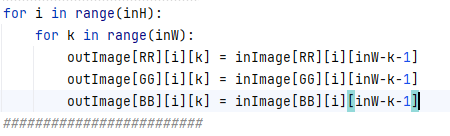 for i in range(inH):
    for k in range(inW):
        outImage[RR][i][k] = inImage[RR][i][inW-k-1]
        outImage[GG][i][k] = inImage[GG][i][inW-k-1]
        outImage[BB][i][k] = inImage[BB][i][inW-k-1]
#########################